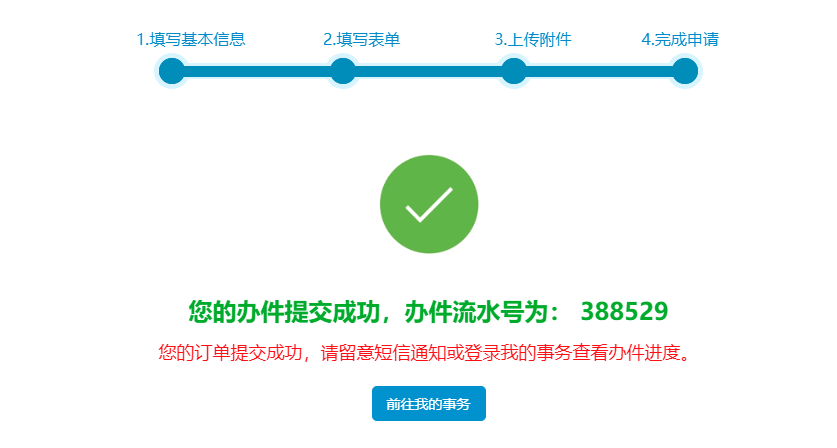 1.填写基本信息 2.填写表单 3.上传附件 4.完成申请
您的办件提交成功，办件流水号为： 388529
您的订单提交成功，请留意短信通知或登录我的事务查看办件进度。
前往我的事务